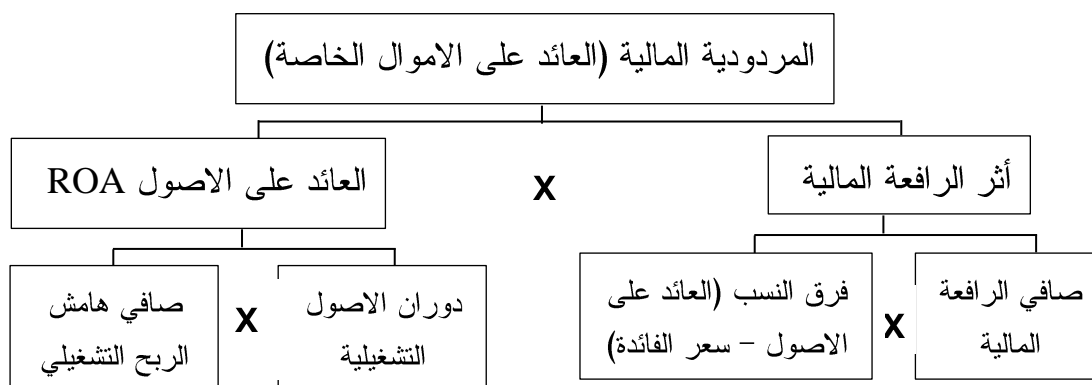 المردودية المالية (العائد على الاموال الخاصة)
أثر الرافعة المالية
X
العائد على الاصول ROA
صافي الرافعة
المالية
X
فرق النسب (العائد على
الاصول – سعر الفائدة)
دوران الاصول
التشغيلية
X
صافي هامش
الربح التشغيلي